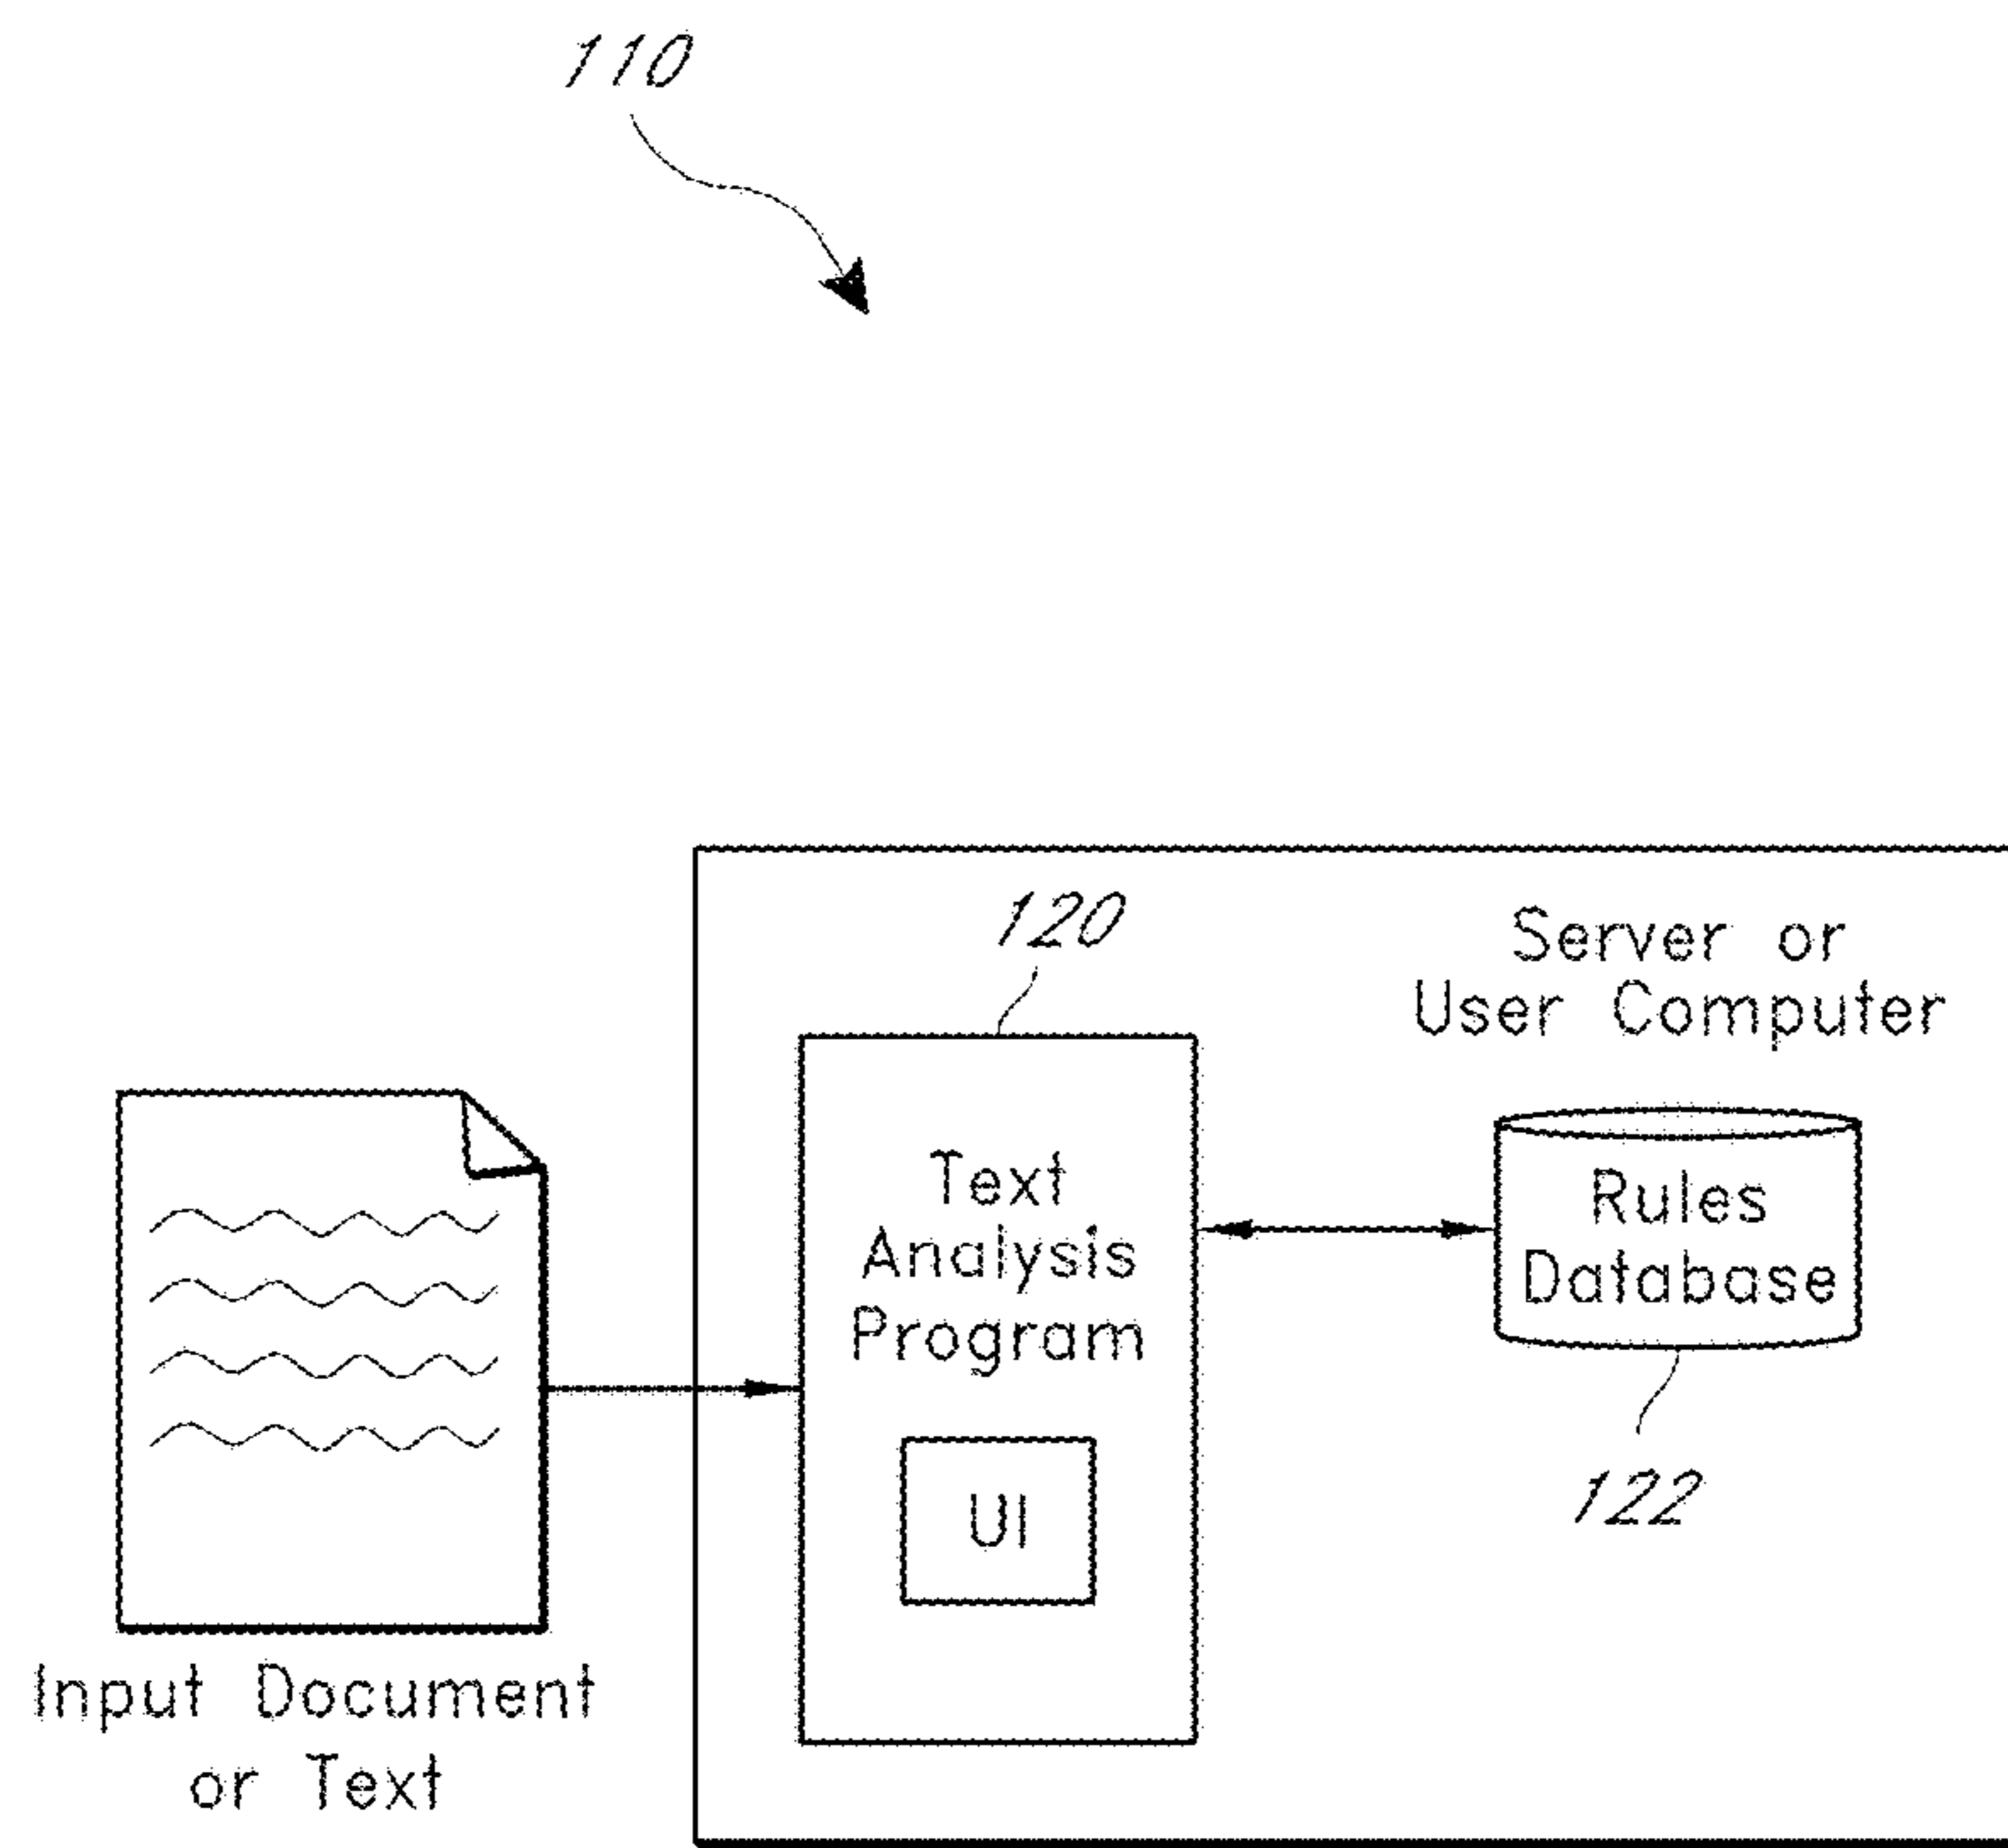 110
120
Server or
User Computer
Text
Analysis
Program
Rules
Database
UI
122
Input Document
or Text